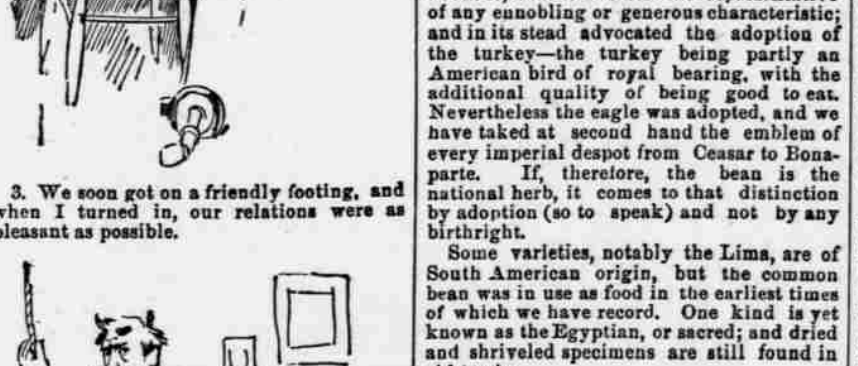 3. We soon got on a friendly footing, and
when I turned in, our relations were as
pleasant as possible.
of any ennobling or generous characteristic;
and in its stead advocated the adoption of
the turkey—the turkey being partly an
American bird of royal bearing, with the
additional quality of being good to eat.
Nevertheless the eagle was adopted, and we
have taked at second hand the emblem of
every imperial despot from Ceasar to Bona-
parte. If, therefore, the bean is the
national herb, it comes to that distinction
by adoption (so to speak) and not by any
birthright.
Some varieties, notably the Lima, are of
South American origin, but the common
bean was in use as food in the earliest times
of which we have record. One kind is yet
known as the Egyptian, or sacred; and dried
and shriveled specimens are still found in